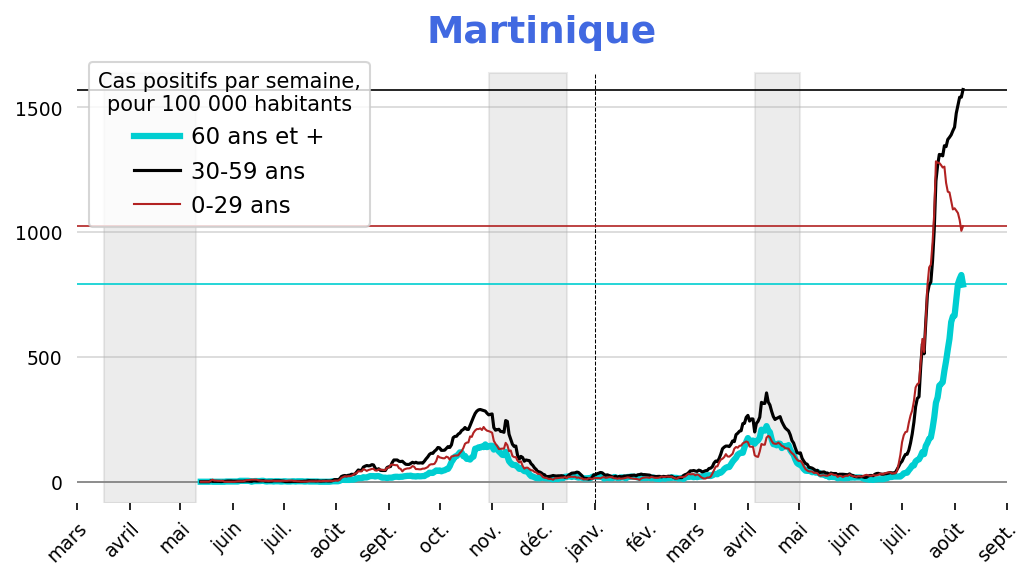 Martinique
Cas positifs par semaine,
pour 100 000 habitants
60 ans et +
30-59 ans
0-29 ans
1500
1000
500
0
mars avril mai juin juil. août sept. oct. nov. déc. janv. fév. mars avril mai juin juil. août sept.